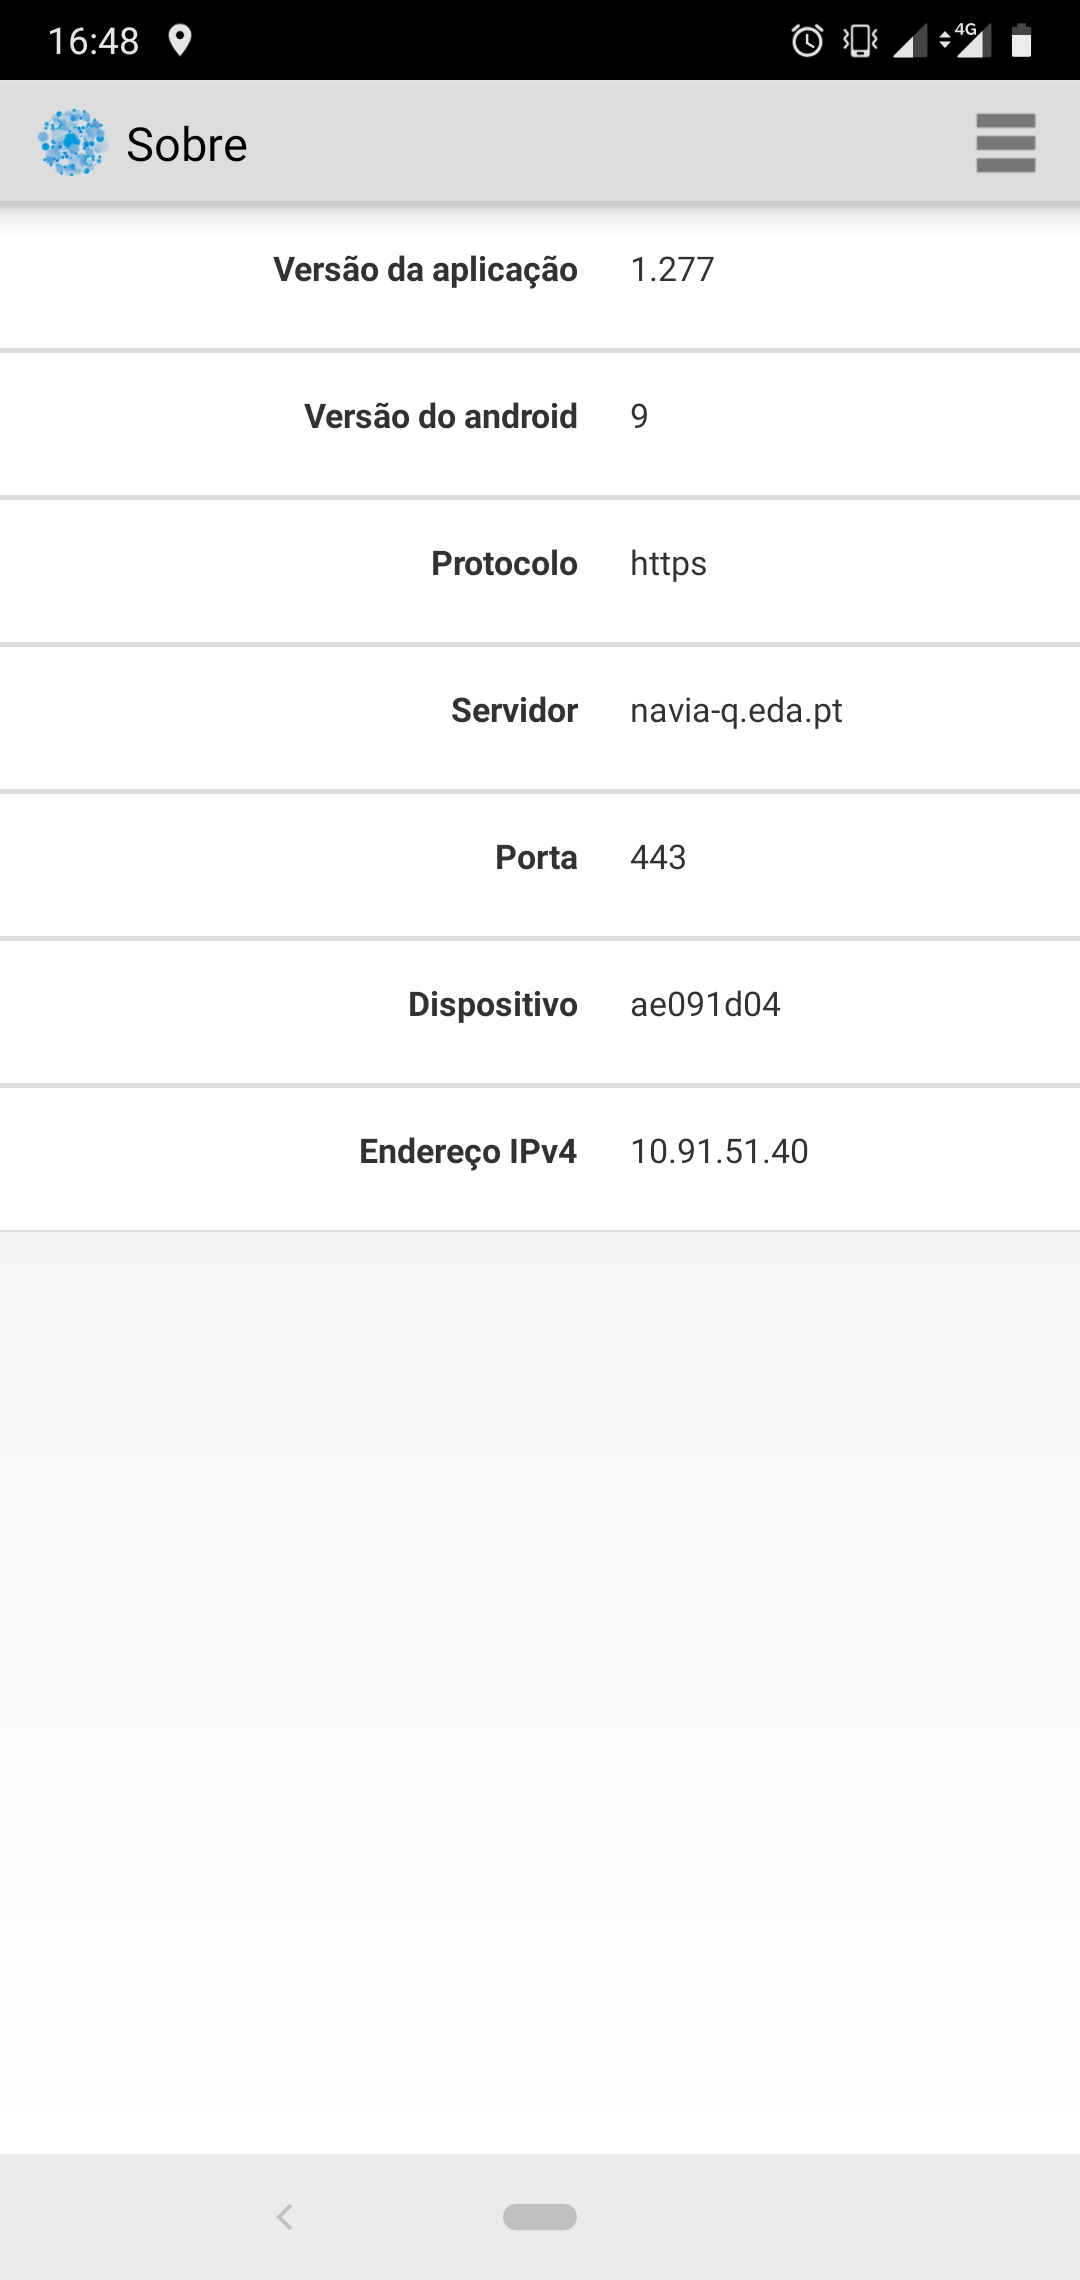 16:48
4G
Sobre
Versão da aplicação 1.277
Versão do android 9
Protocolo https
Servidor navia-q.eda.pt
Porta 443
Dispositivo ae091d04
Endereço IPv4 10.91.51.40